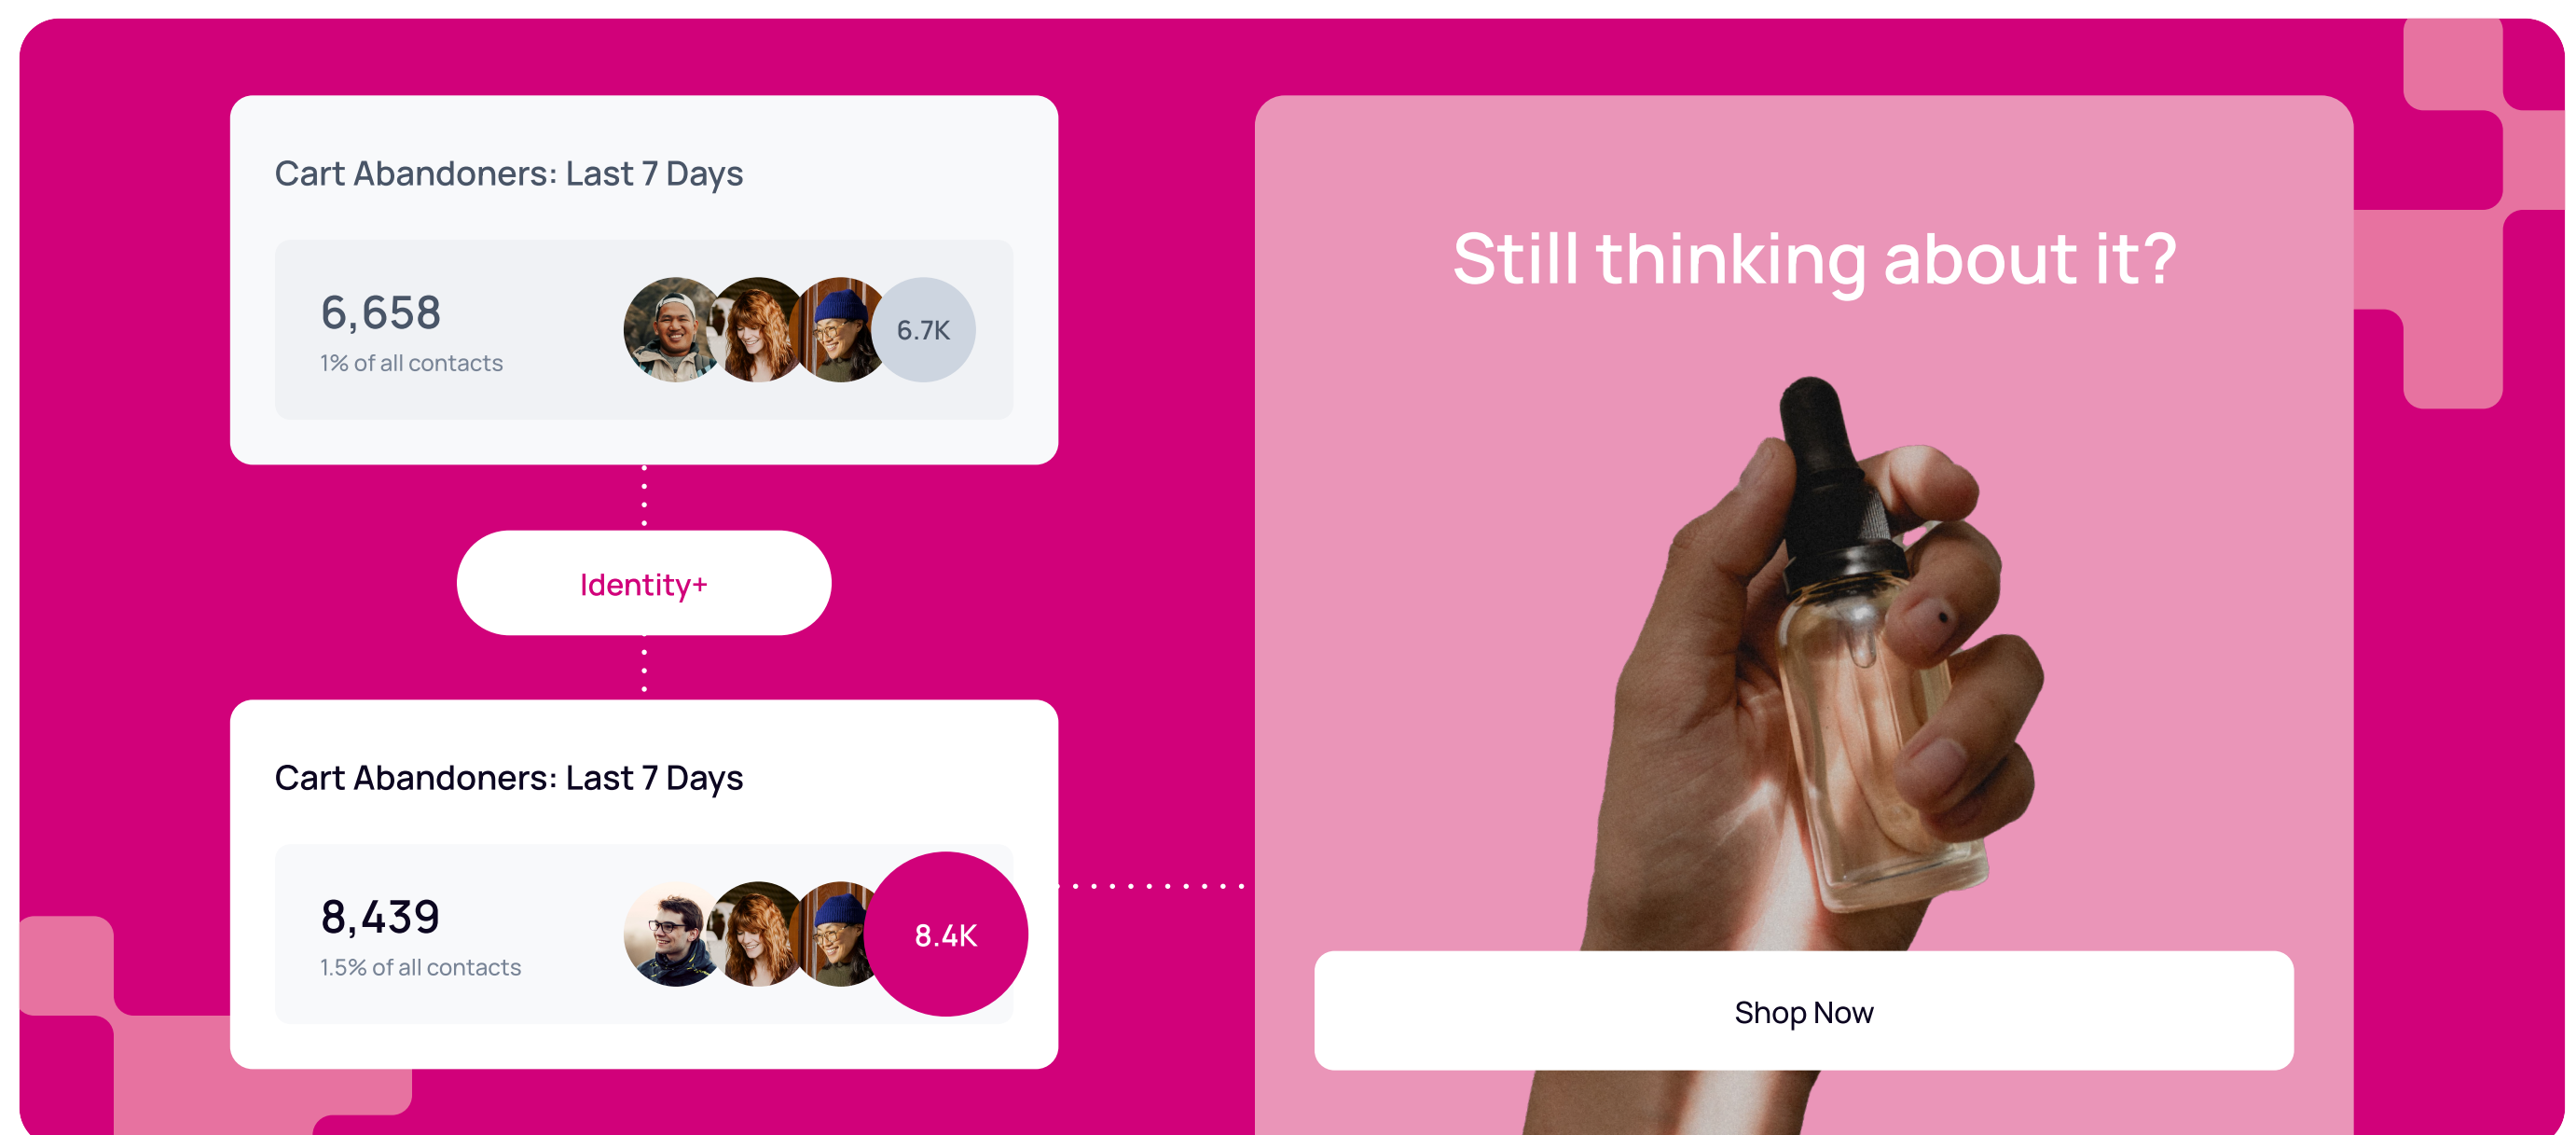 Cart Abandoners: Last 7 Days
6,658
1% of all contacts
6.7K
Identity+
Cart Abandoners: Last 7 Days
8,439
1.5% of all contacts
8.4K
Still thinking about it?
Shop Now